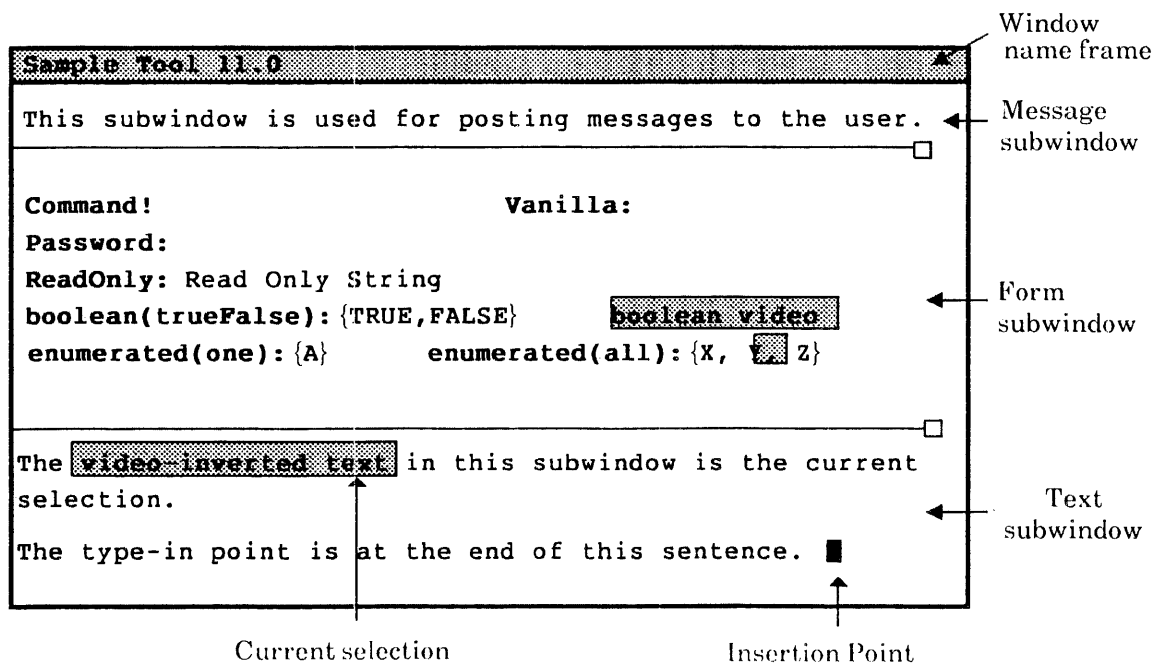 Window
name frame
Sample Tool 11.0
This subwindow is used for posting messages to the user.
Message
subwindow
Command! Vanilla:
Password:
ReadOnly: Read Only String
boolean(trueFalse): {TRUE,FALSE} boolean video
Form
subwindow
enumerated(one): {A} enumerated(all): {X, Y, Z}
The video-inverted text in this subwindow is the current
selection.
Text
subwindow
The type-in point is at the end of this sentence.
Current selection Insertion Point